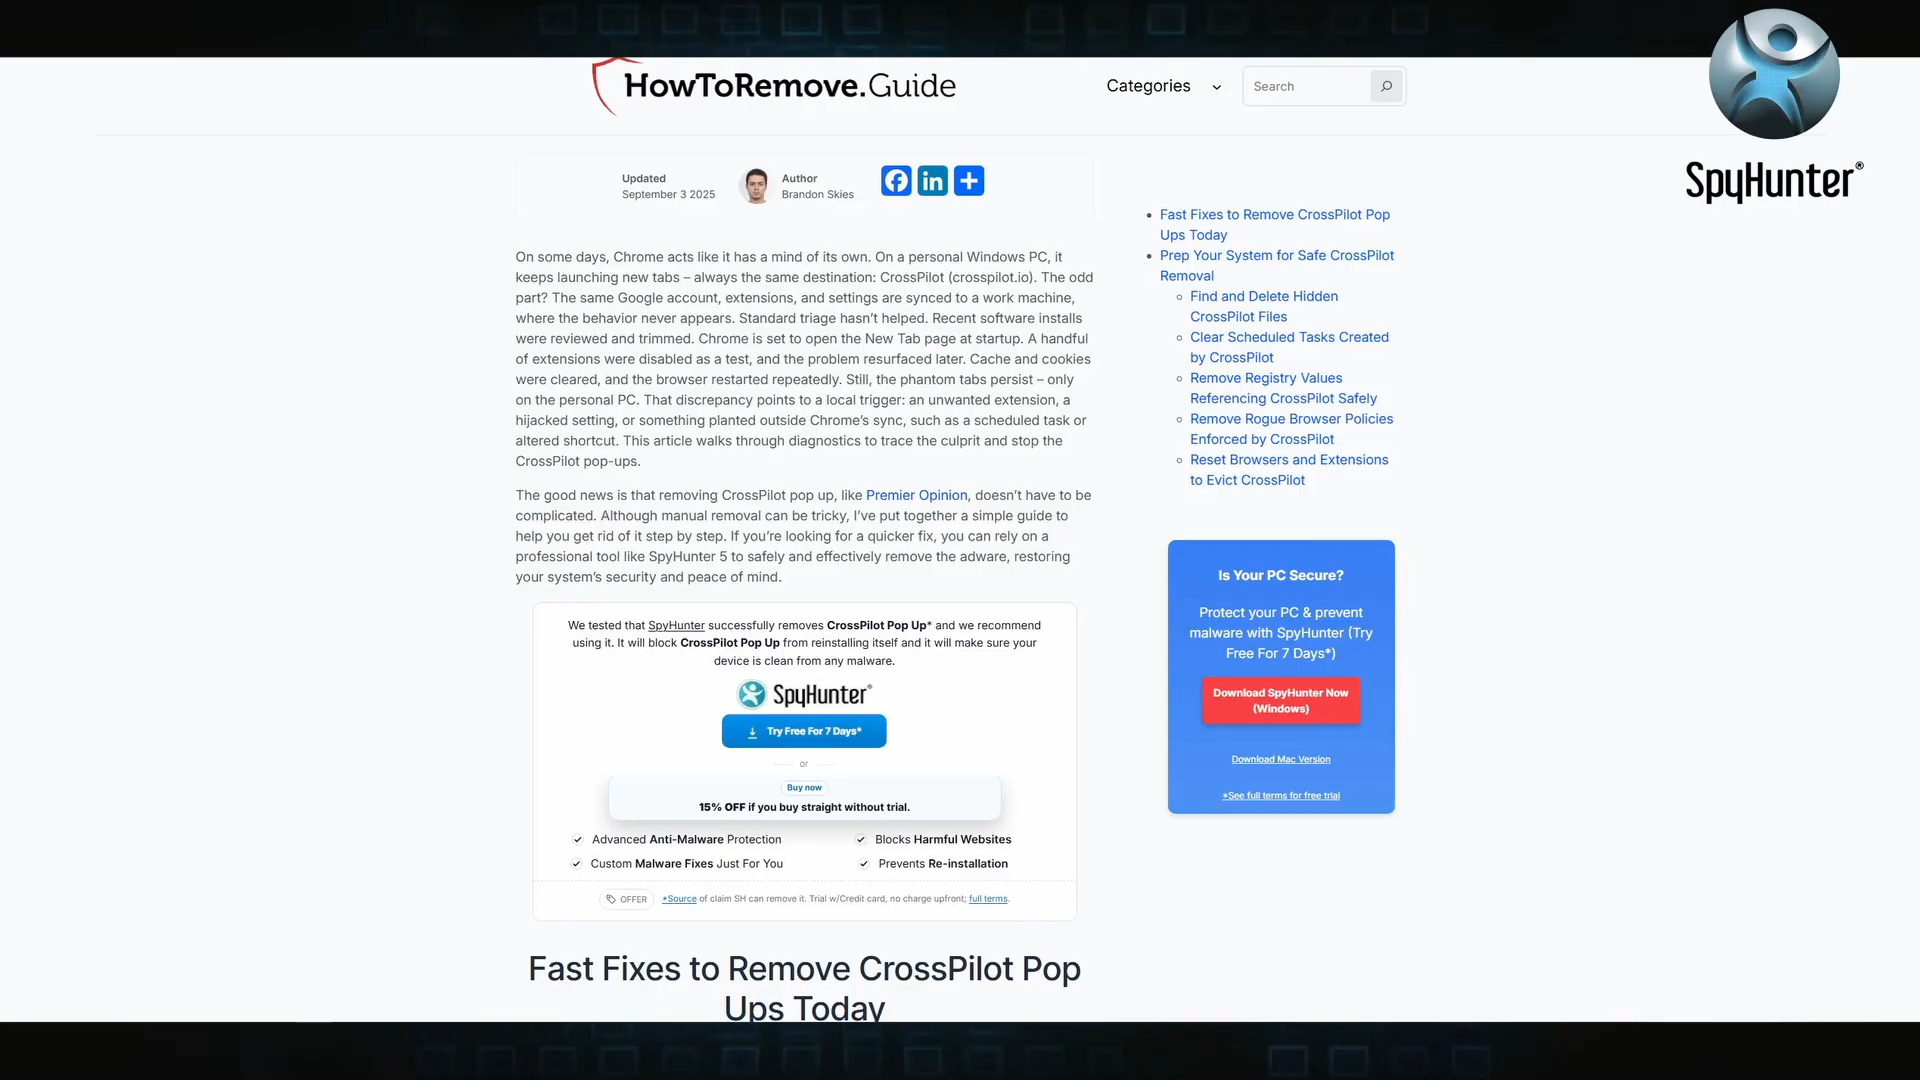 HowToRemove.Guide
Categories
Search
SpyHunter®
Updated
September 3 2025
Author
Brandon Skies
On some days, Chrome acts like it has a mind of its own. On a personal Windows PC, it
keeps launching new tabs – always the same destination: CrossPilot (crosspilot.io). The odd
part? The same Google account, extensions, and settings are synced to a work machine,
where the behavior never appears. Standard triage hasn’t helped. Recent software installs
were reviewed and trimmed. Chrome is set to open the New Tab page at startup. A handful
of extensions were disabled as a test, and the problem resurfaced later. Cache and cookies
were cleared, and the browser restarted repeatedly. Still, the phantom tabs persist – only
on the personal PC. That discrepancy points to a local trigger: an unwanted extension, a
hijacked setting, or something planted outside Chrome’s sync, such as a scheduled task or
altered shortcut. This article walks through diagnostics to trace the culprit and stop the
CrossPilot pop-ups.
The good news is that removing CrossPilot pop up, like Premier Opinion, doesn’t have to be
complicated. Although manual removal can be tricky, I’ve put together a simple guide to
help you get rid of it step by step. If you’re looking for a quicker fix, you can rely on a
professional tool like SpyHunter 5 to safely and effectively remove the adware, restoring
your system’s security and peace of mind.
We tested that SpyHunter successfully removes CrossPilot Pop Up* and we recommend
using it. It will block CrossPilot Pop Up from reinstalling itself and it will make sure your
device is clean from any malware.
SpyHunter®
Try Free For 7 Days*
or
Buy now
15% OFF if you buy straight without trial.
Advanced Anti-Malware Protection
Blocks Harmful Websites
Custom Malware Fixes Just For You
Prevents Re-installation
OFFER
*Source of claim SH can remove it. Trial w/Credit card, no charge upfront; full terms.
Fast Fixes to Remove CrossPilot Pop
Ups Today
Fast Fixes to Remove CrossPilot Pop
Ups Today
Prep Your System for Safe CrossPilot
Removal
Find and Delete Hidden
CrossPilot Files
Clear Scheduled Tasks Created
by CrossPilot
Remove Registry Values
Referencing CrossPilot Safely
Remove Rogue Browser Policies
Enforced by CrossPilot
Reset Browsers and Extensions
to Evict CrossPilot
Is Your PC Secure?
Protect your PC & prevent
malware with SpyHunter (Try
Free For 7 Days*)
Download SpyHunter Now
(Windows)
Download Mac Version
*See full terms for free trial